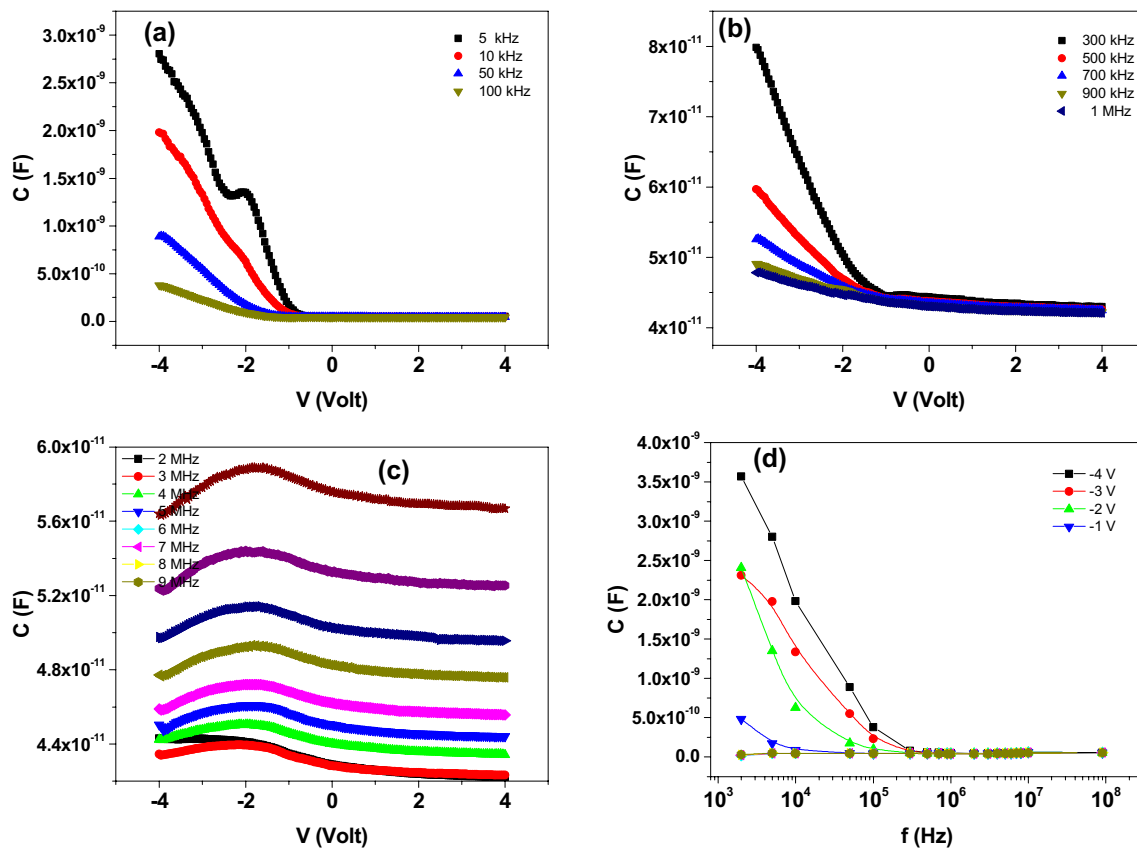 (a)
5 kHz
10 kHz
50 kHz
100 kHz
3.0x10⁻⁹
2.5x10⁻⁹
2.0x10⁻⁹
1.5x10⁻⁹
1.0x10⁻⁹
5.0x10⁻¹⁰
0.0
C (F)
-4 -2 0 2 4
V (Volt)
(b)
300 kHz
500 kHz
700 kHz
900 kHz
1 MHz
8x10⁻¹¹
6x10⁻¹¹
4x10⁻¹¹
C (F)
-4 -2 0 2 4
V (Volt)
(c)
2 MHz
3 MHz
4 MHz
5 MHz
6 MHz
7 MHz
8 MHz
9 MHz
6.0x10⁻¹¹
5.6x10⁻¹¹
5.2x10⁻¹¹
4.8x10⁻¹¹
4.4x10⁻¹¹
C (F)
-4 -2 0 2 4
V (Volt)
(d)
-4 V
-3 V
-2 V
-1 V
4.0x10⁻⁹
3.5x10⁻⁹
3.0x10⁻⁹
2.5x10⁻⁹
2.0x10⁻⁹
1.5x10⁻⁹
1.0x10⁻⁹
5.0x10⁻¹⁰
0.0
C (F)
10³ 10⁴ 10⁵ 10⁶ 10⁷ 10⁸
f (Hz)